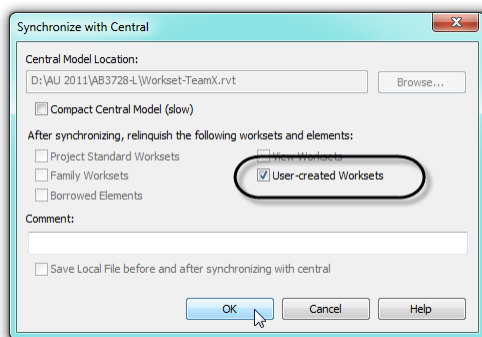 Synchronize with Central
Central Model Location:
D:\AU 2011\AB3728-L\Workset-TeamX.rvt
Browse...
Compact Central Model (slow)
After synchronizing, relinquish the following worksets and elements:
Project Standard Worksets
View Worksets
Family Worksets
User-created Worksets
Borrowed Elements
Comment:
Save Local File before and after synchronizing with central
OK
Cancel
Help